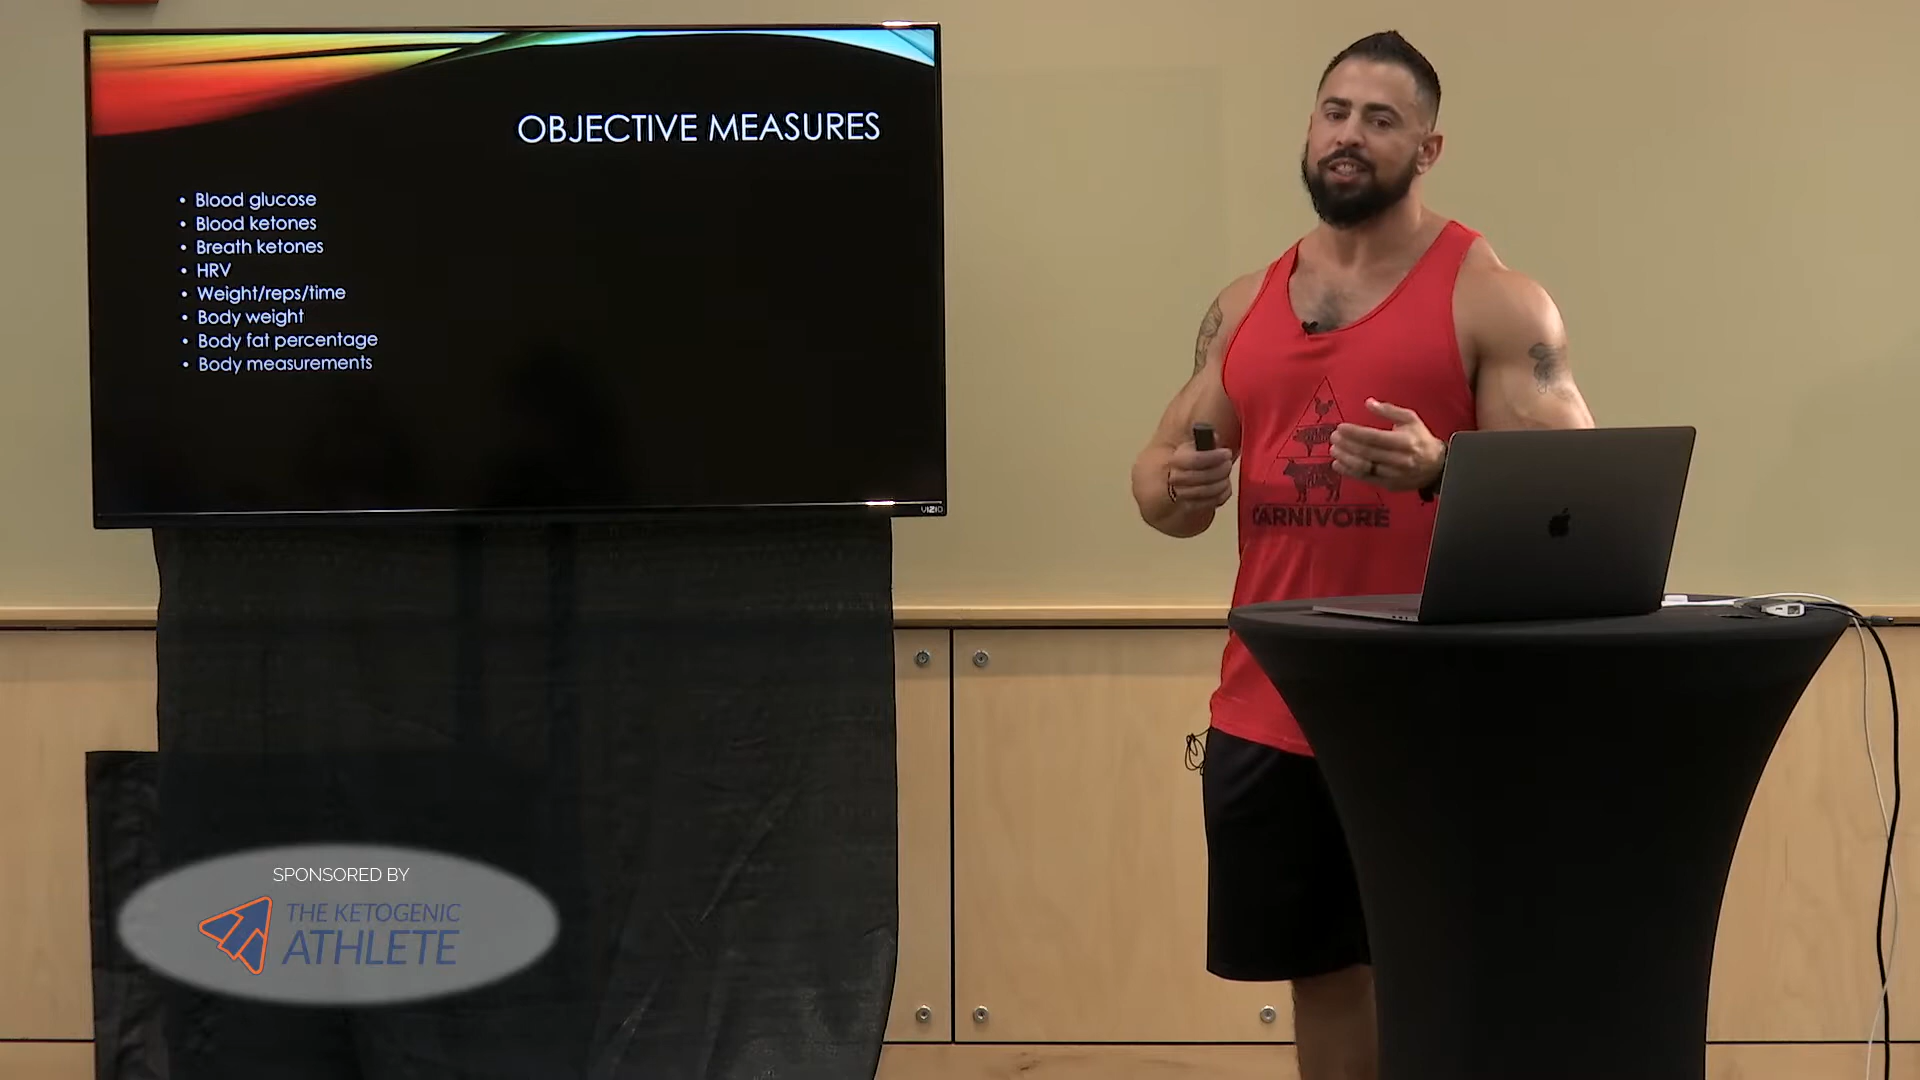 OBJECTIVE MEASURES
• Blood glucose
• Blood ketones
• Breath ketones
• HRV
• Weight/reps/time
• Body weight
• Body fat percentage
• Body measurements
VIZIO
CARNIVORE
SPONSORED BY
THE KETOGENIC
ATHLETE